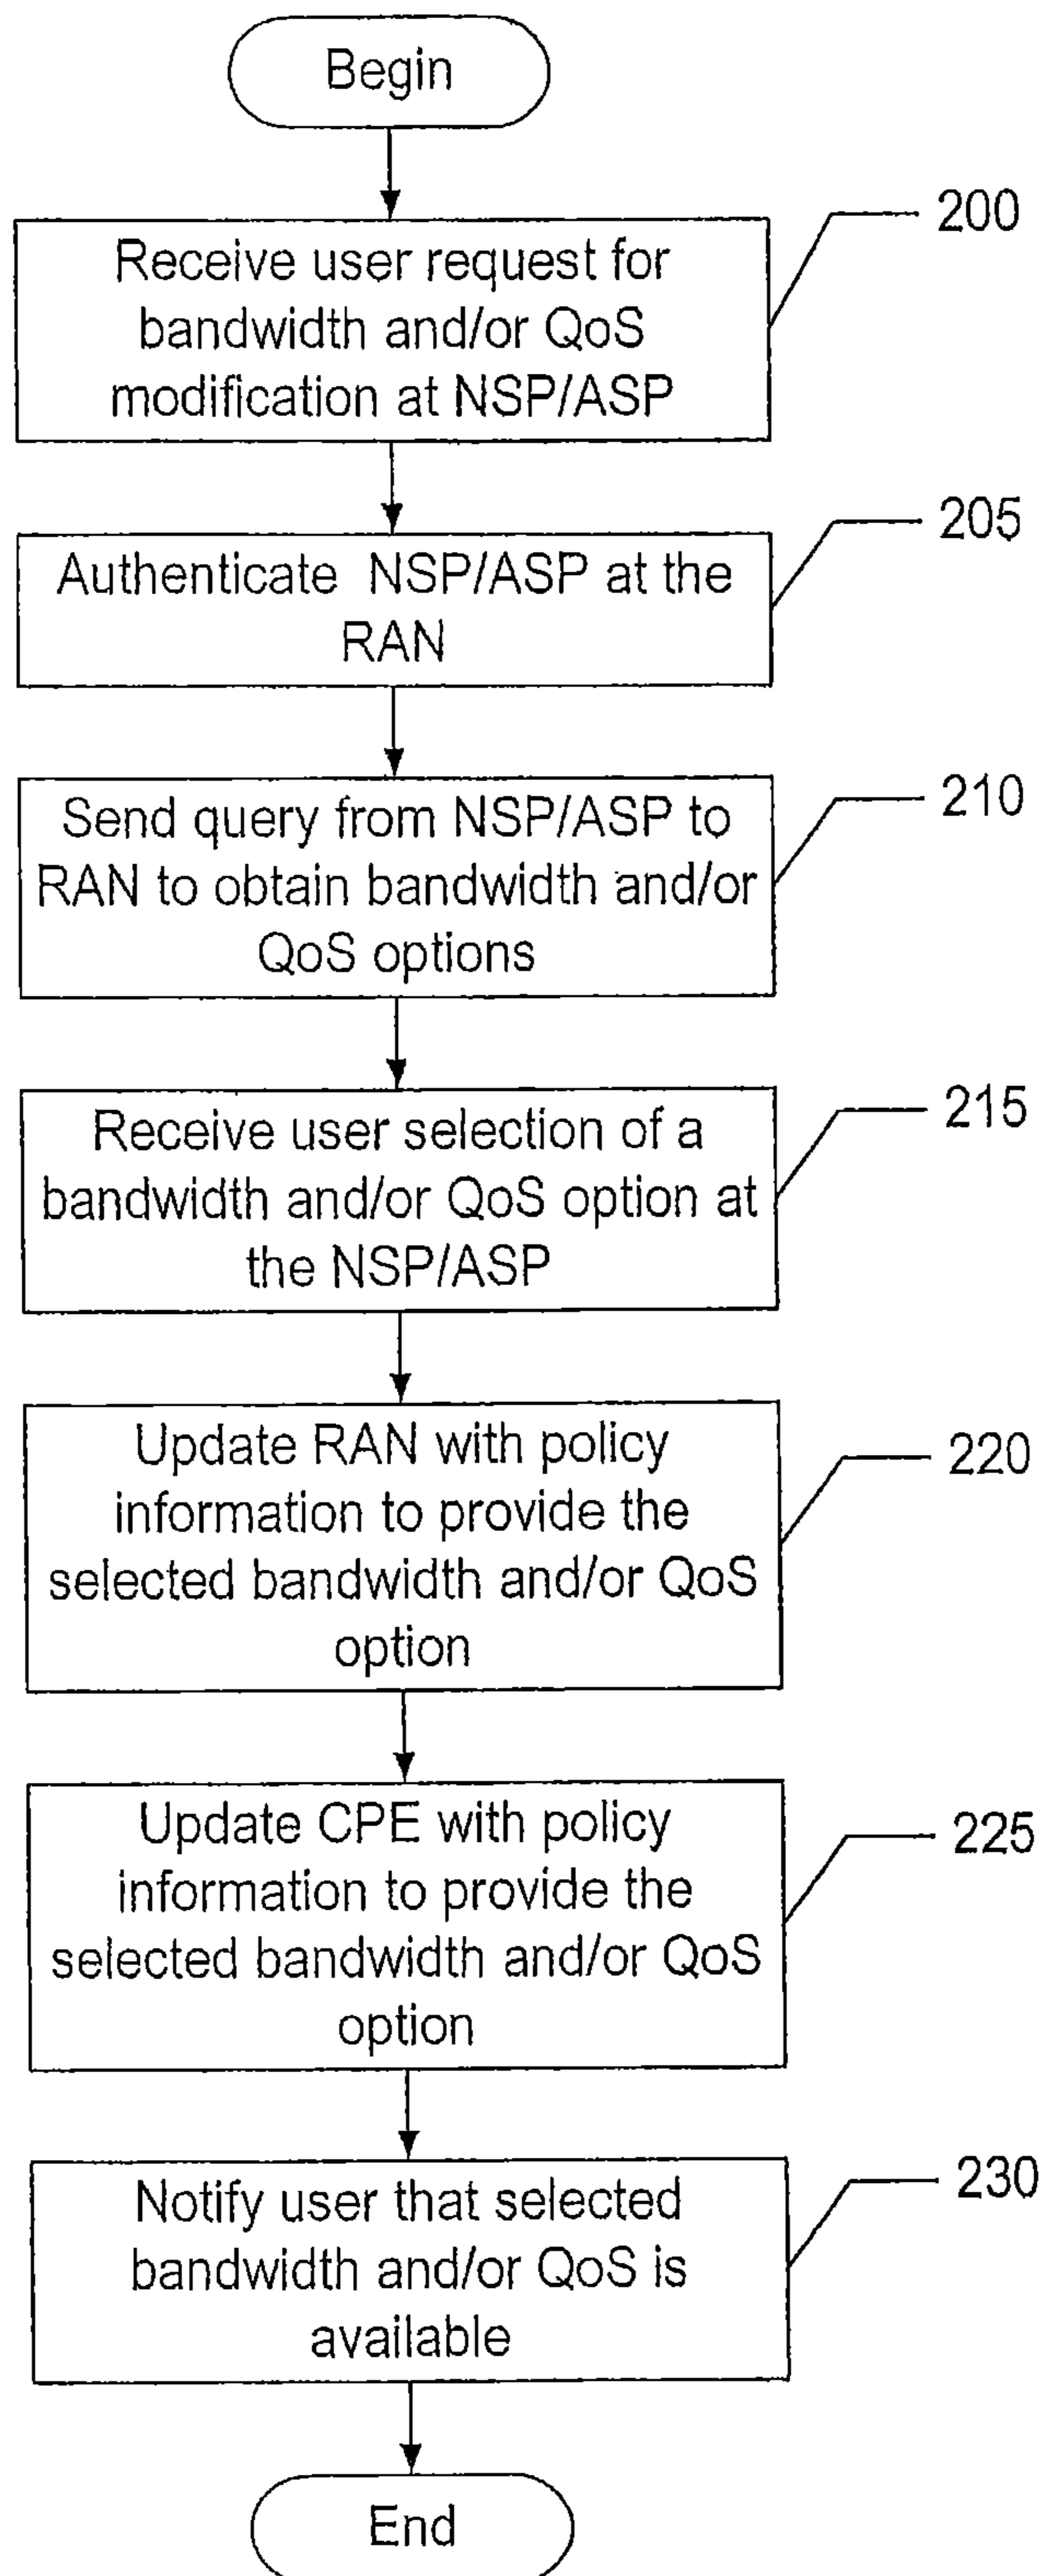 Begin
200
Receive user request for
bandwidth and/or QoS
modification at NSP/ASP
205
Authenticate NSP/ASP at the
RAN
210
Send query from NSP/ASP to
RAN to obtain bandwidth and/or
QoS options
215
Receive user selection of a
bandwidth and/or QoS option at
the NSP/ASP
220
Update RAN with policy
information to provide the
selected bandwidth and/or QoS
option
225
Update CPE with policy
information to provide the
selected bandwidth and/or QoS
option
230
Notify user that selected
bandwidth and/or QoS is
available
End